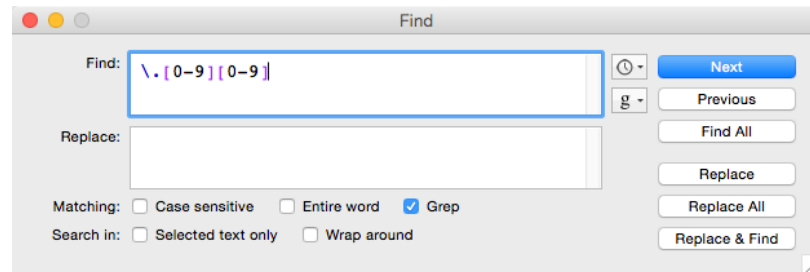 Find
Find:
\.[0-9][0-9]
Next
g
Previous
Find All
Replace:
Replace
Matching: Case sensitive Entire word Grep Replace All
Search in: Selected text only Wrap around Replace & Find